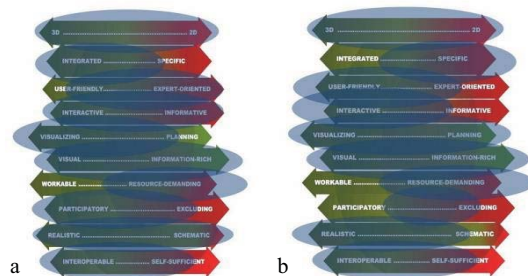 3D ........................ 2D
INTEGRATED ........................ SPECIFIC
USER-FRIENDLY ................ EXPERT-ORIENTED
INTERACTIVE .................. INFORMATIVE
VISUALIZING ........................ PLANNING
VISUAL ................ INFORMATION-RICH
WORKABLE ............ RESOURCE-DEMANDING
PARTICIPATORY .................. EXCLUDING
REALISTIC ........................ SCHEMATIC
INTEROPERABLE ............ SELF-SUFFICIENT
a
3D ........................ 2D
INTEGRATED ........................ SPECIFIC
USER-FRIENDLY ................ EXPERT-ORIENTED
INTERACTIVE .................. INFORMATIVE
VISUALIZING ........................ PLANNING
VISUAL ................ INFORMATION-RICH
WORKABLE ............ RESOURCE-DEMANDING
PARTICIPATORY .................. EXCLUDING
REALISTIC ........................ SCHEMATIC
INTEROPERABLE ............ SELF-SUFFICIENT
b